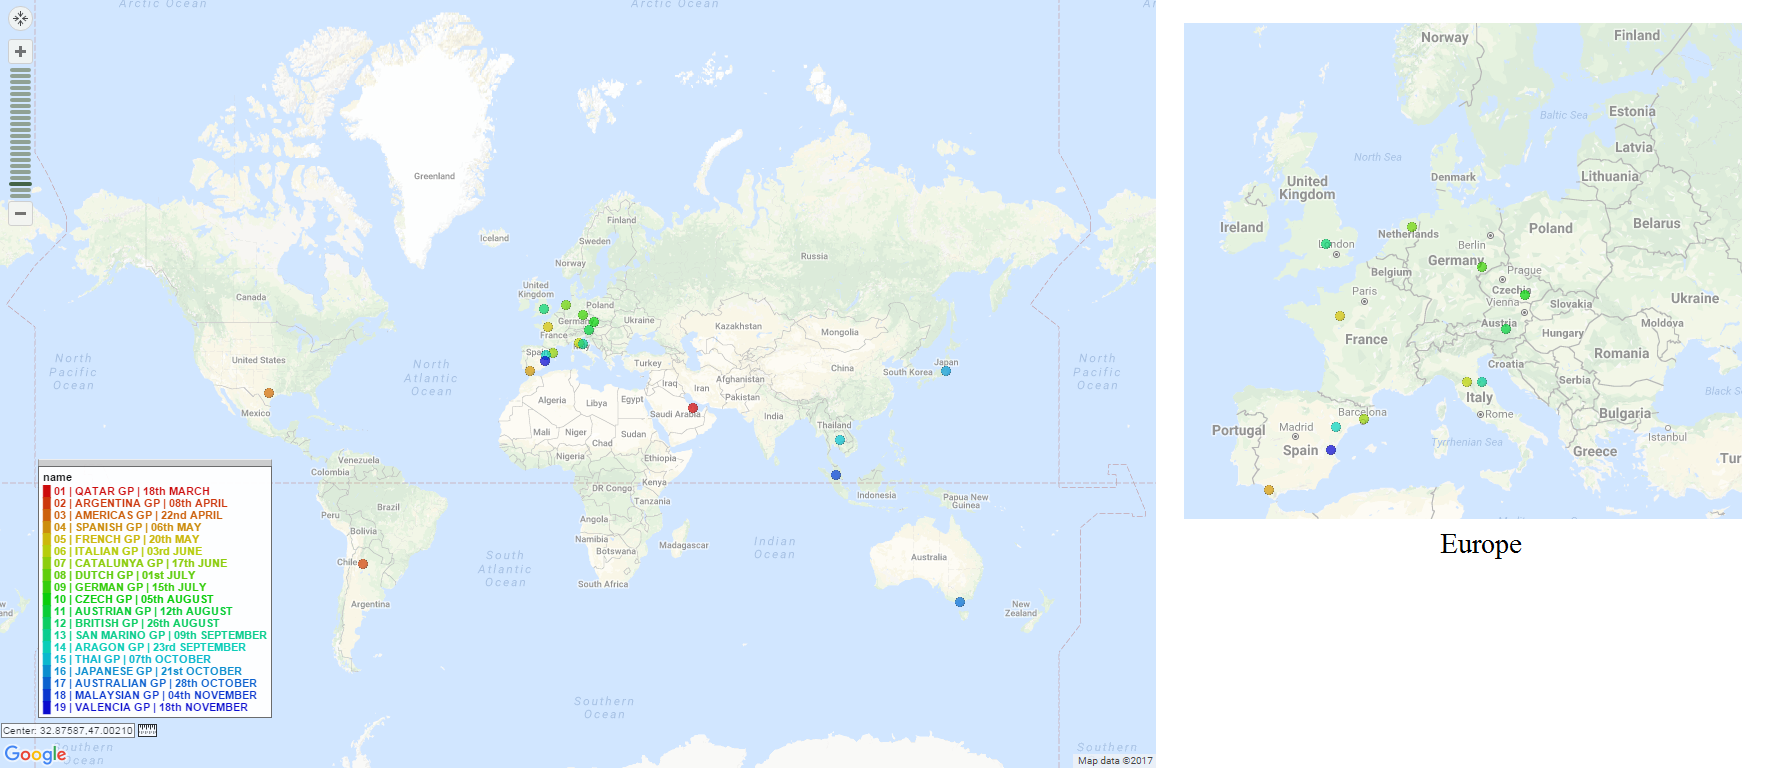 Arctic Ocean
Arctic Ocean
Greenland
Iceland
Finland
Sweden
Norway
Russia
United
Kingdom
Poland
Canada
Ukraine
France
Kazakhstan
Mongolia
North
Pacific
Ocean
United States
North
Atlantic
Ocean
Turkey
China
South Korea
Japan
North
Pacific
Ocean
Iraq
Iran
Afghanistan
Pakistan
Algeria
Libya
Egypt
Saudi Arabia
India
Mexico
Mali
Niger
Chad
Sudan
Thailand
Nigeria
Ethiopia
Venezuela
Colombia
DR Congo
Kenya
Indonesia
Papua New
Guinea
Tanzania
Brazil
Peru
Angola
Bolivia
Namibia
Botswana
Madagascar
Indian
Ocean
South
Atlantic
Ocean
Australia
Chile
South Africa
Argentina
New
Zealand
Southern
Ocean
Southern
Ocean
name
01 | QATAR GP | 18th MARCH
02 | ARGENTINA GP | 08th APRIL
03 | AMERICAS GP | 22nd APRIL
04 | SPANISH GP | 06th MAY
05 | FRENCH GP | 20th MAY
06 | ITALIAN GP | 03rd JUNE
07 | CATALUNYA GP | 17th JUNE
08 | DUTCH GP | 01st JULY
09 | GERMAN GP | 15th JULY
10 | CZECH GP | 05th AUGUST
11 | AUSTRIAN GP | 12th AUGUST
12 | BRITISH GP | 26th AUGUST
13 | SAN MARINO GP | 09th SEPTEMBER
14 | ARAGON GP | 23rd SEPTEMBER
15 | THAI GP | 07th OCTOBER
16 | JAPANESE GP | 21st OCTOBER
17 | AUSTRALIAN GP | 28th OCTOBER
18 | MALAYSIAN GP | 04th NOVEMBER
19 | VALENCIA GP | 18th NOVEMBER
Center: 32.87587,47.00210
Google
Map data ©2017
Norway
Finland
Estonia
Baltic Sea
Latvia
North Sea
Denmark
Lithuania
United
Kingdom
Ireland
Belarus
Netherlands
Berlin
Poland
London
Germany
Belgium
Prague
Paris
Czechia
Vienna
Slovakia
Ukraine
Austria
Hungary
Moldova
France
Romania
Croatia
Serbia
Italy
Barcelona
Rome
Bulgaria
Portugal
Madrid
Istanbul
Spain
Tyrrhenian Sea
Greece
Europe